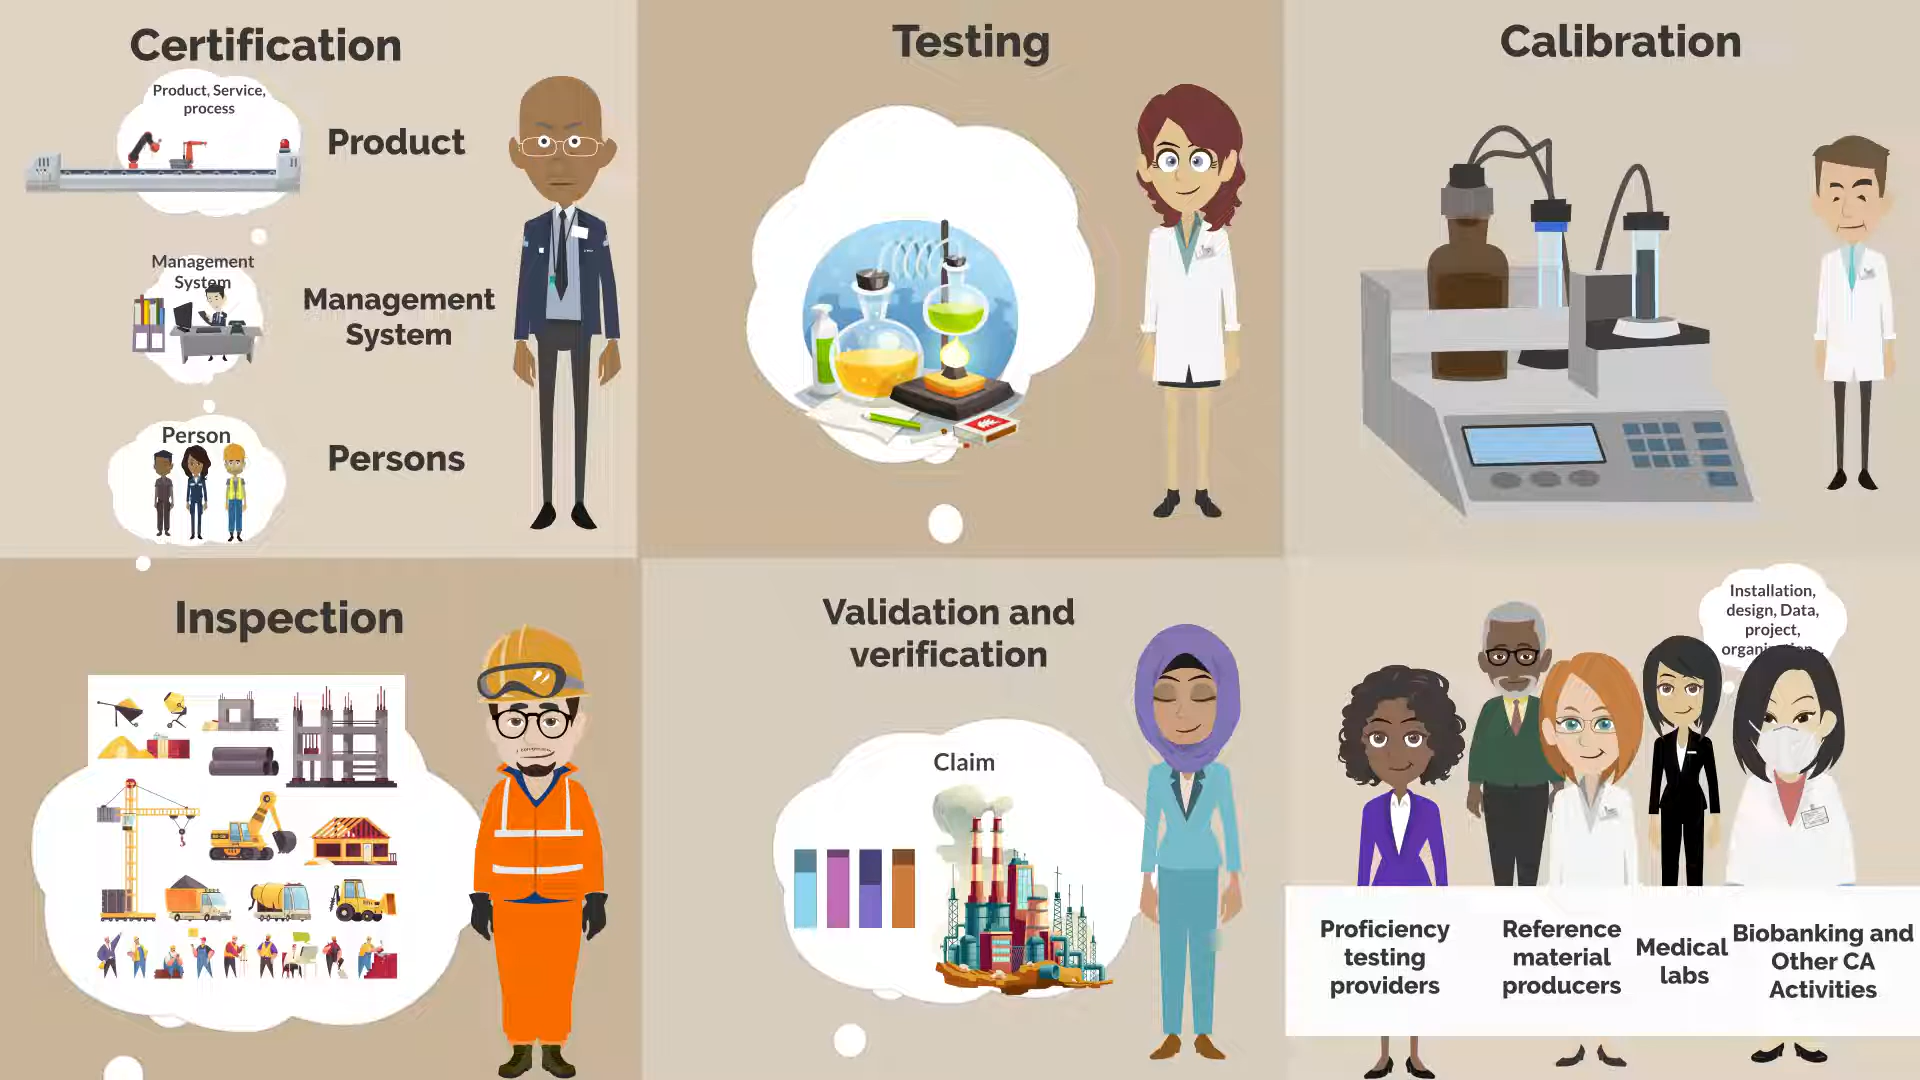 Certification
Product, Service,
process
Product
Management
System
Management
System
Person
Persons
Testing
Calibration
Inspection
Validation and
verification
Claim
Installation,
design, Data,
project,
Proficiency
testing
providers
Reference
material
producers
Medical
labs
Biobanking and
Other CA
Activities